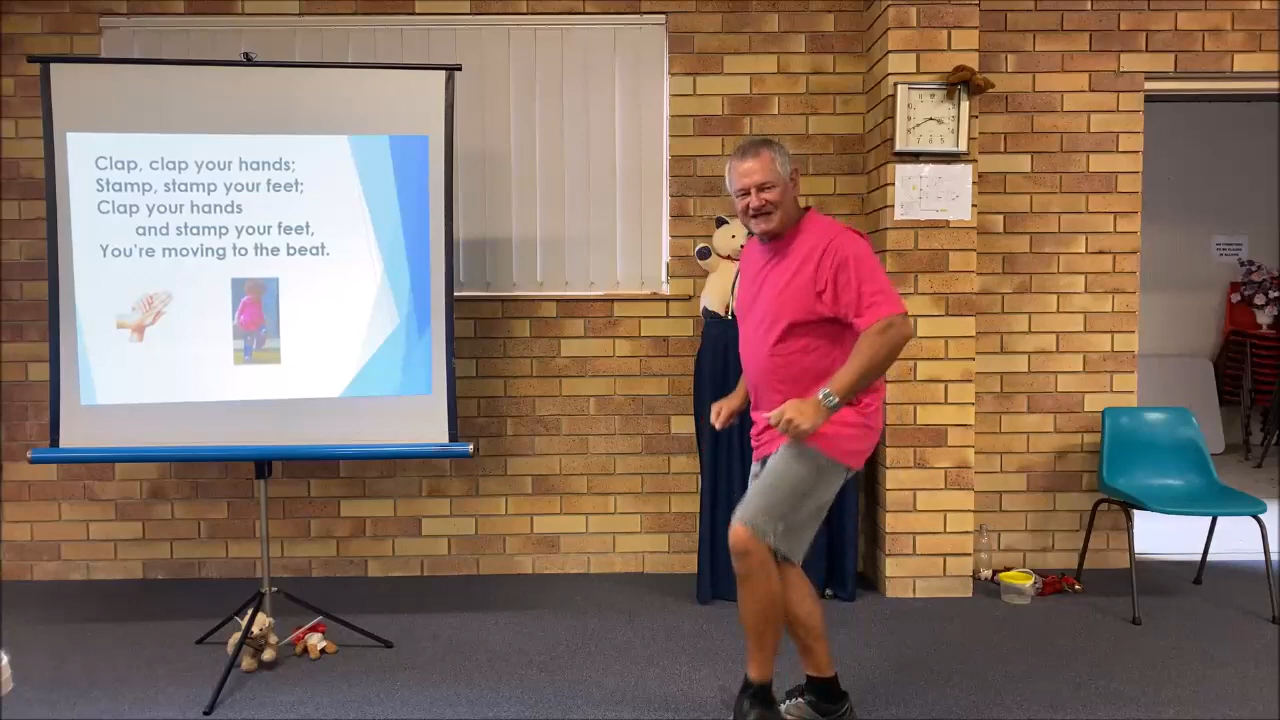 Clap, clap your hands;
Stamp, stamp your feet;
Clap your hands
and stamp your feet,
You're moving to the beat.